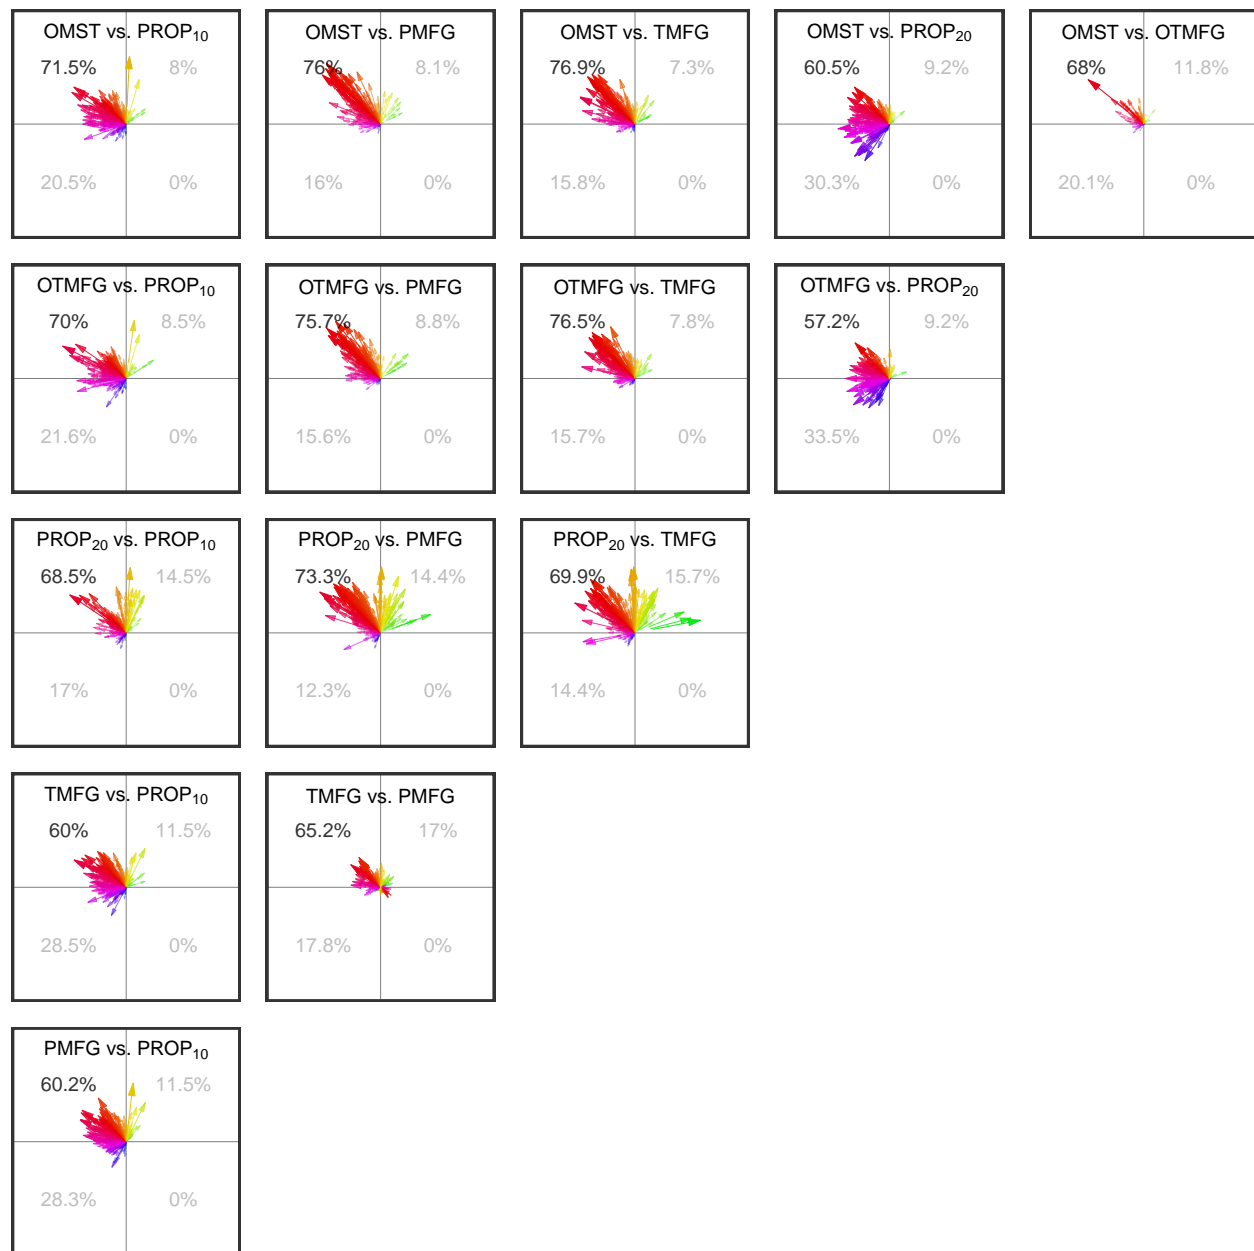 OMST vs. PROP₁₀
71.5% 8%
20.5% 0%
OMST vs. PMFG
76% 8.1%
16% 0%
OMST vs. TMFG
76.9% 7.3%
15.8% 0%
OMST vs. PROP₂₀
60.5% 9.2%
30.3% 0%
OMST vs. OTMFG
68% 11.8%
20.1% 0%
OTMFG vs. PROP₁₀
70% 8.5%
21.6% 0%
OTMFG vs. PMFG
75.7% 8.8%
15.6% 0%
OTMFG vs. TMFG
76.5% 7.8%
15.7% 0%
OTMFG vs. PROP₂₀
57.2% 9.2%
33.5% 0%
PROP₂₀ vs. PROP₁₀
68.5% 14.5%
17% 0%
PROP₂₀ vs. PMFG
73.3% 14.4%
12.3% 0%
PROP₂₀ vs. TMFG
69.9% 15.7%
14.4% 0%
TMFG vs. PROP₁₀
60% 11.5%
28.5% 0%
TMFG vs. PMFG
65.2% 17%
17.8% 0%
PMFG vs. PROP₁₀
60.2% 11.5%
28.3% 0%